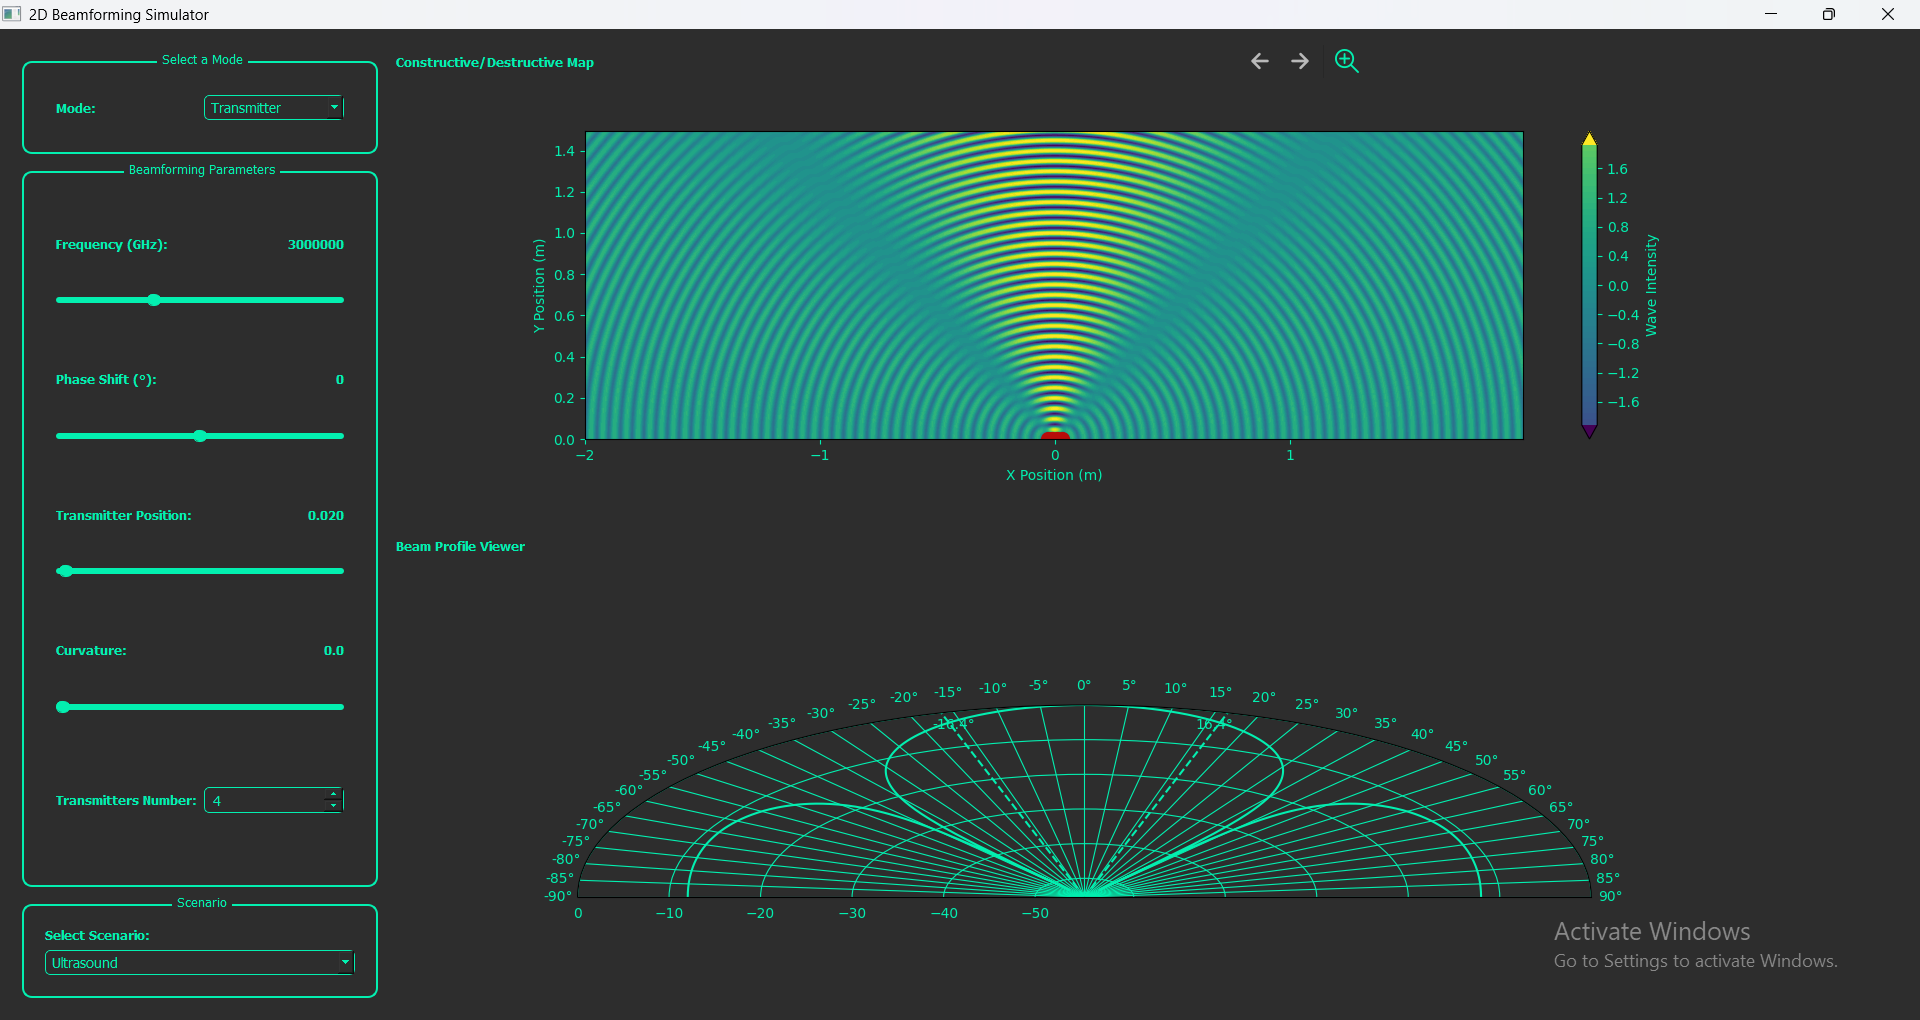 2D Beamforming Simulator
Select a Mode
Mode: Transmitter
Beamforming Parameters
Frequency (GHz): 3000000
Phase Shift (°): 0
Transmitter Position: 0.020
Curvature: 0.0
Transmitters Number: 4
Scenario
Select Scenario:
Ultrasound
Constructive/Destructive Map
1.4
1.2
1.0
0.8
0.6
0.4
0.2
0.0
Y Position (m)
−2 −1 0 1
X Position (m)
1.6
1.2
0.8
0.4
0.0
−0.4
−0.8
−1.2
−1.6
Wave Intensity
Beam Profile Viewer
-90° -85° -80° -75° -70° -65° -60° -55° -50° -45° -40° -35° -30° -25° -20° -15° -10° -5° 0° 5° 10° 15° 20° 25° 30° 35° 40° 45° 50° 55° 60° 65° 70° 75° 80° 85° 90°
-16.4° 16.4°
0 −10 −20 −30 −40 −50
Activate Windows
Go to Settings to activate Windows.